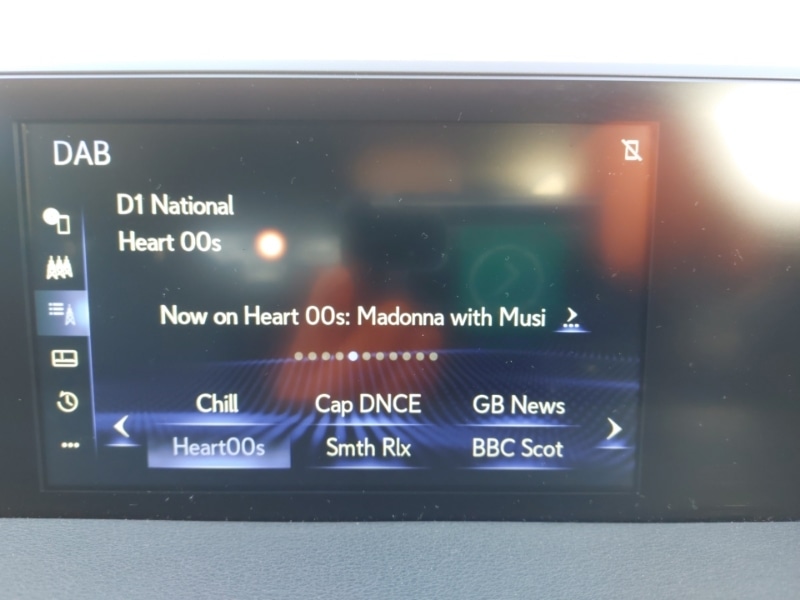 DAB
D1 National
Heart 00s
Now on Heart 00s: Madonna with Musi
Chill Cap DNCE GB News
Heart00s Smth Rlx BBC Scot